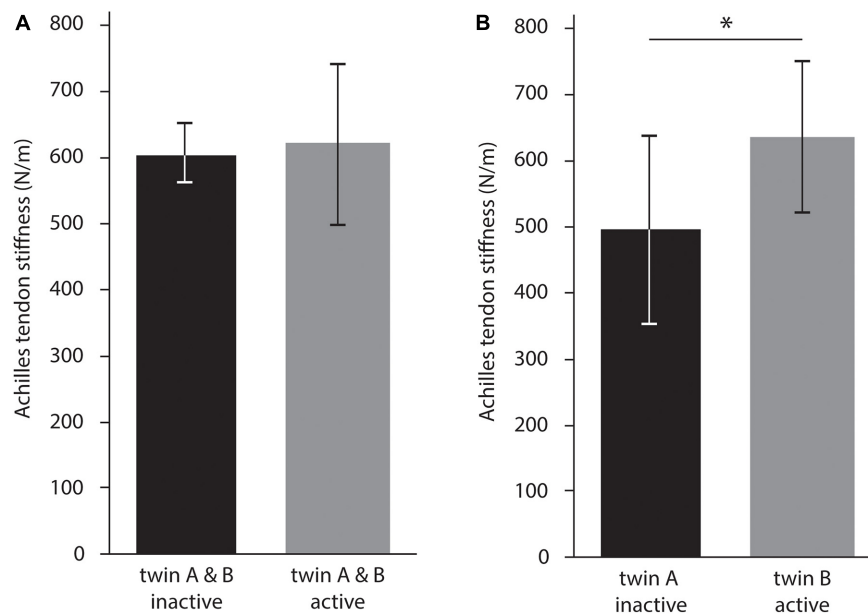 A
Achilles tendon stiffness (N/m)
800
700
600
500
400
300
200
100
0
twin A & B
inactive
twin A & B
active
B
*
Achilles tendon stiffness (N/m)
800
700
600
500
400
300
200
100
0
twin A
inactive
twin B
active